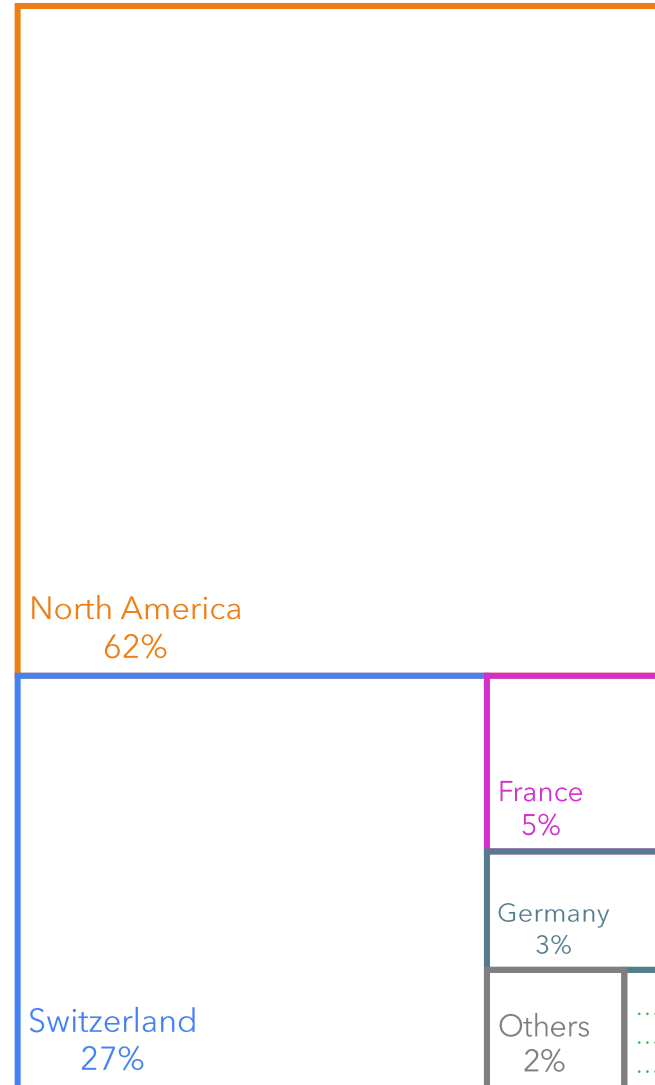 North America
62%
France
5%
Germany
3%
Switzerland
27%
Others
2%
...
...
...